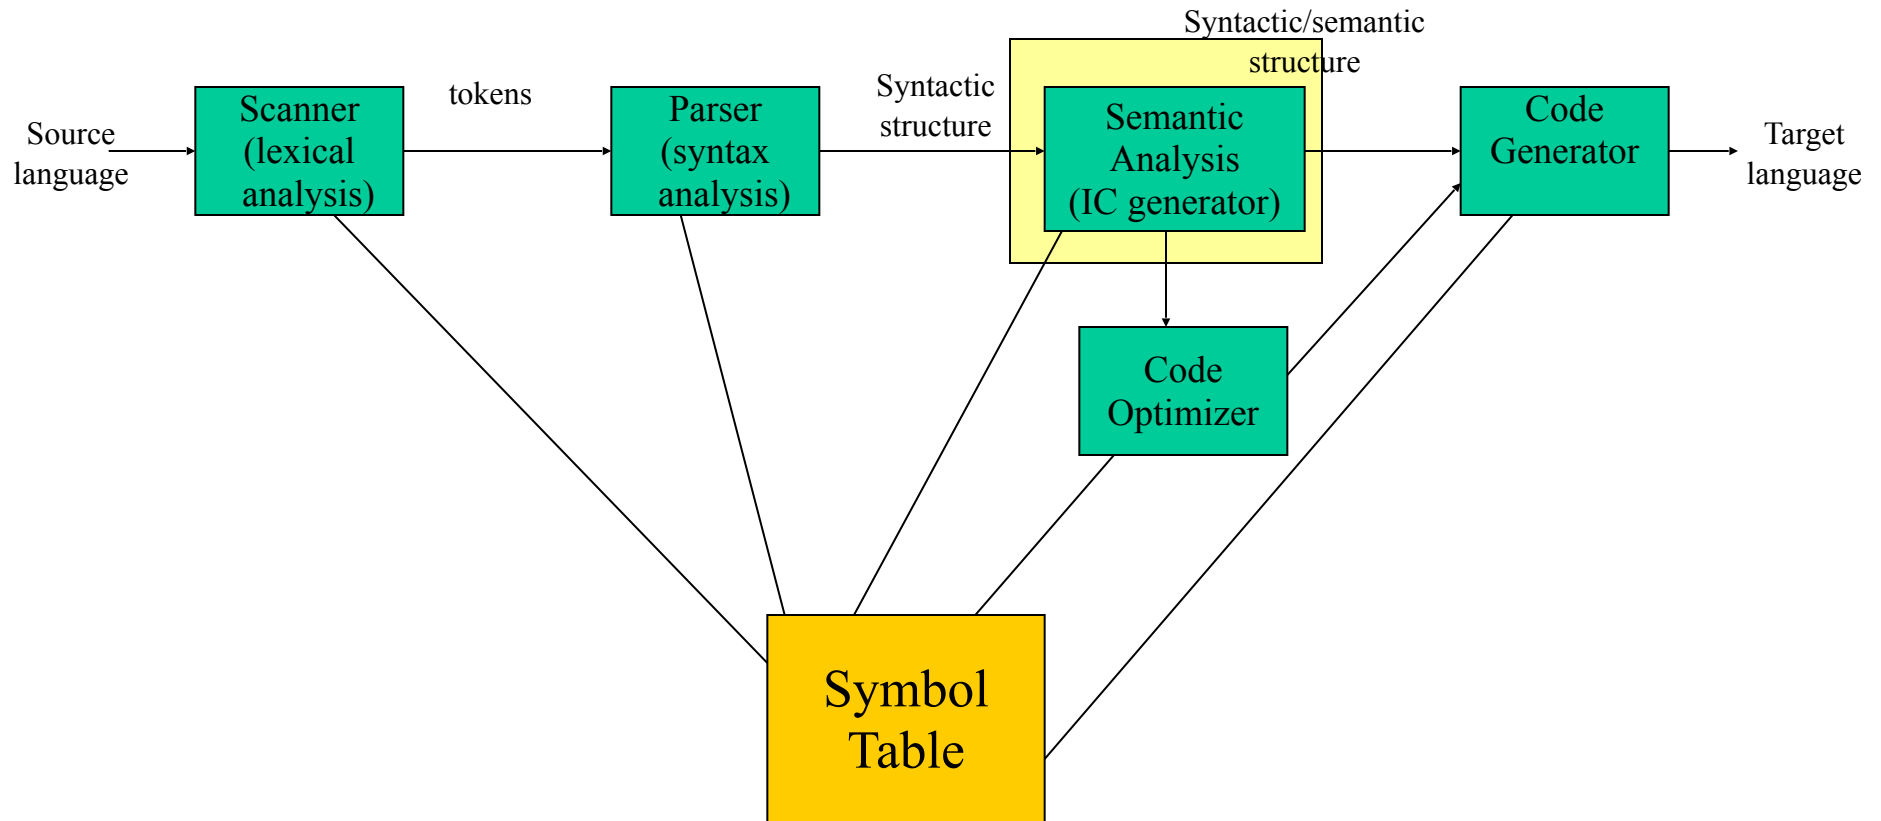 Source
language
Scanner
(lexical
analysis)
tokens
Parser
(syntax
analysis)
Syntactic
structure
Syntactic/semantic
structure
Semantic
Analysis
(IC generator)
Code
Generator
Target
language
Code
Optimizer
Symbol
Table